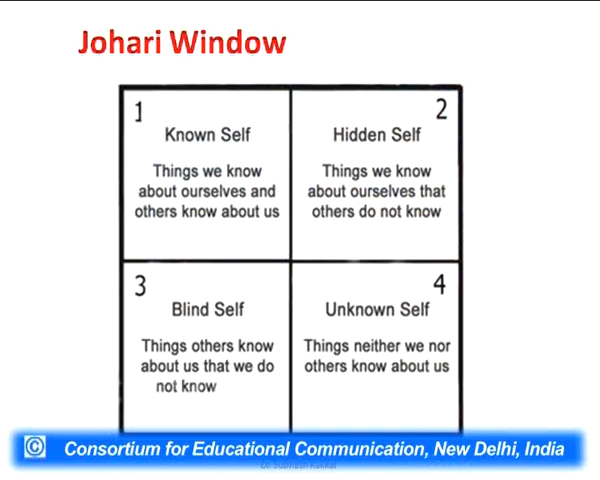 Johari Window
1
Known Self
Things we know
about ourselves and
others know about us
2
Hidden Self
Things we know
about ourselves that
others do not know
3
Blind Self
Things others know
about us that we do
not know
4
Unknown Self
Things neither we nor
others know about us
© Consortium for Educational Communication, New Delhi, India